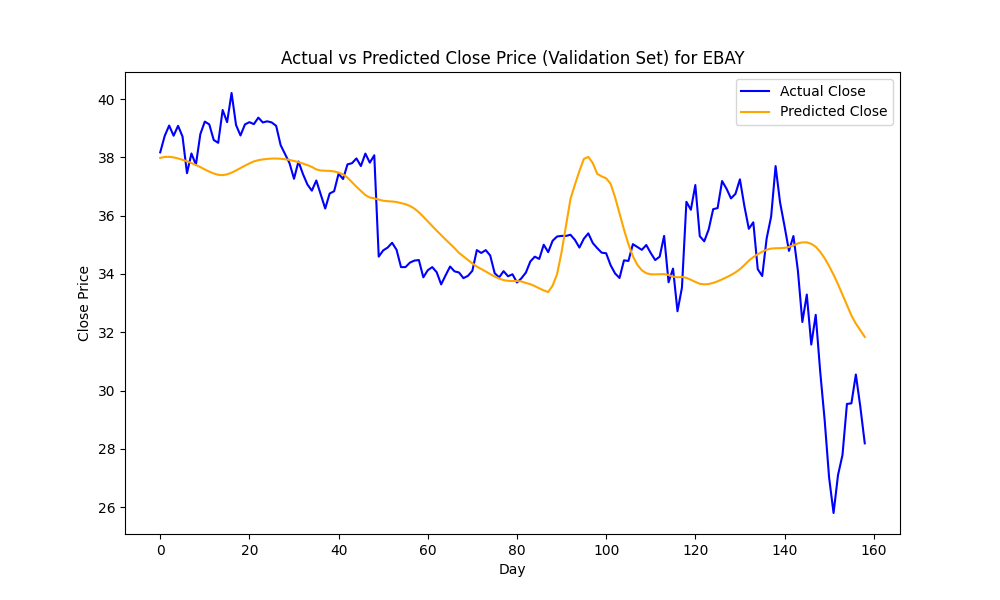 Actual vs Predicted Close Price (Validation Set) for EBAY
Actual Close
Predicted Close
Close Price
40
38
36
34
32
30
28
26
0 20 40 60 80 100 120 140 160
Day